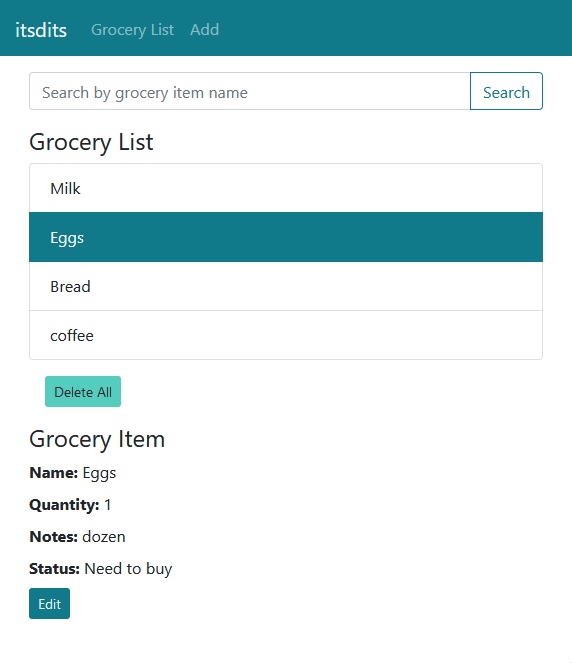 itsdits Grocery List Add
Search by grocery item name Search
Grocery List
Milk
Eggs
Bread
coffee
Delete All
Grocery Item
Name: Eggs
Quantity: 1
Notes: dozen
Status: Need to buy
Edit